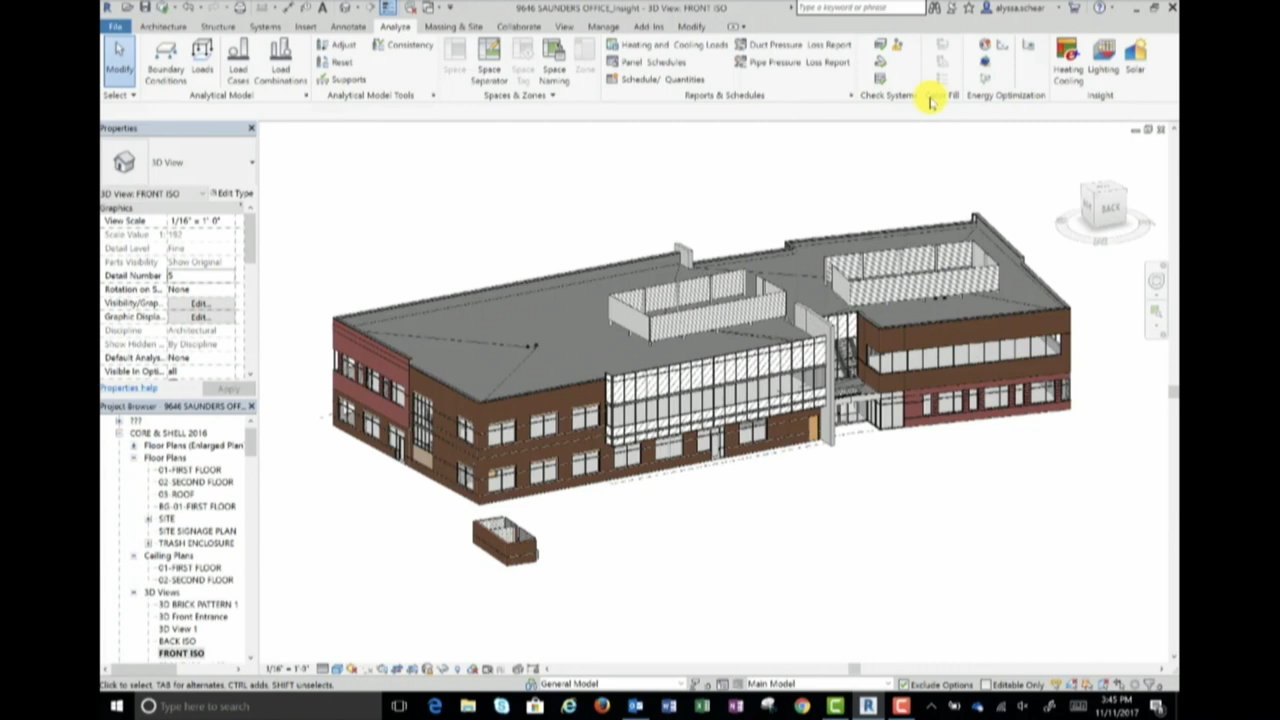 9646 SAUNDERS OFFICE_Insight - 3D View: FRONT ISO
Type a keyword or phrase
alyssa.schear
File Architecture Structure Systems Insert Annotate Analyze Massing & Site Collaborate View Manage Add-Ins Modify
Modify
Boundary Conditions
Loads
Load Cases
Load Combinations
Adjust
Reset
Supports
Consistency
Space
Space Separator
Space Tag
Space Naming
Zone
Heating and Cooling Loads
Panel Schedules
Schedule/ Quantities
Duct Pressure Loss Report
Pipe Pressure Loss Report
Heating Cooling
Lighting
Solar
Select
Analytical Model
Analytical Model Tools
Spaces & Zones
Reports & Schedules
Check Systems
Fill
Energy Optimization
Insight
Properties
3D View
3D View: FRONT ISO
Edit Type
Graphics
View Scale 1/16" = 1'-0"
Scale Value 1: 192
Detail Level Fine
Parts Visibility Show Original
Detail Number 5
Rotation on S... None
Visibility/Grap... Edit...
Graphic Displa... Edit...
Discipline Architectural
Show Hidden ... By Discipline
Default Analys... None
Visible In Opti... all
Properties help
Apply
Project Browser - 9646 SAUNDERS OFF...
???
CORE & SHELL 2016
Floor Plans (Enlarged Plan
Floor Plans
01-FIRST FLOOR
02-SECOND FLOOR
03-ROOF
BG-01-FIRST FLOOR
SITE
SITE SIGNAGE PLAN
TRASH ENCLOSURE
Ceiling Plans
01-FIRST FLOOR
02-SECOND FLOOR
3D Views
3D BRICK PATTERN 1
3D Front Entrance
3D View 1
BACK ISO
FRONT ISO
BACK
1/16" = 1'-0"
Click to select, TAB for alternates, CTRL adds, SHIFT unselects.
General Model
Main Model
Exclude Options
Editable Only
Type here to search
3:45 PM
11/11/2017